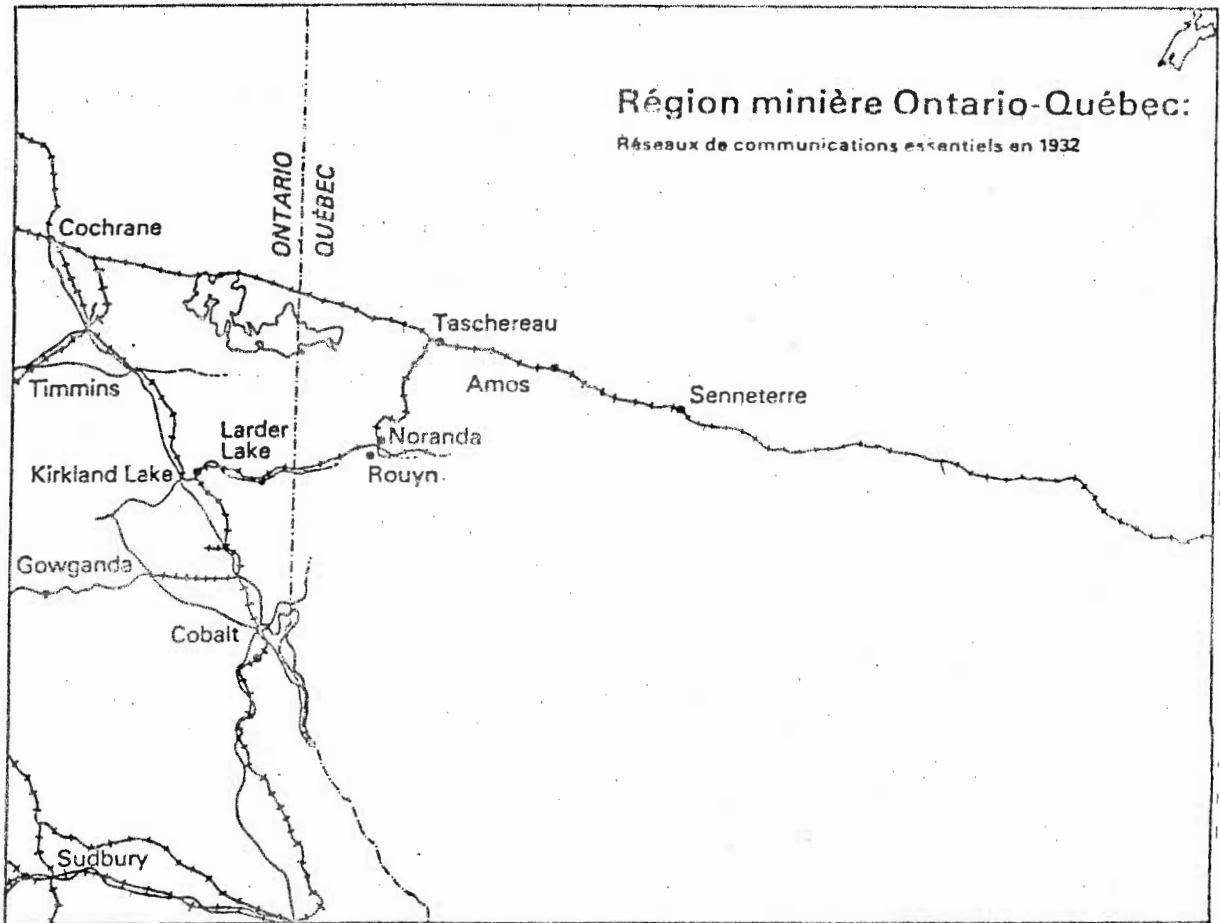 Région minière Ontario-Québec:
Réseaux de communications essentiels en 1932
ONTARIO
QUÉBEC
Cochrane
Taschereau
Timmins
Amos
Senneterre
Larder
Lake
Noranda
Kirkland Lake
Rouyn
Gowganda
Cobalt
Sudbury